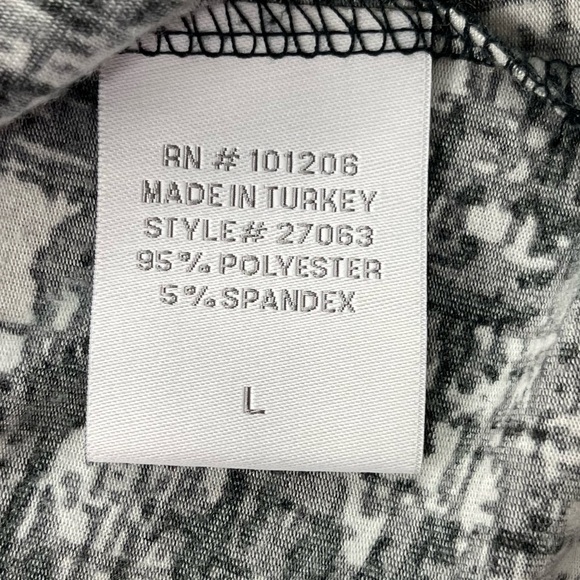 RN # 101206
MADE IN TURKEY
STYLE# 27063
95% POLYESTER
5% SPANDEX
L